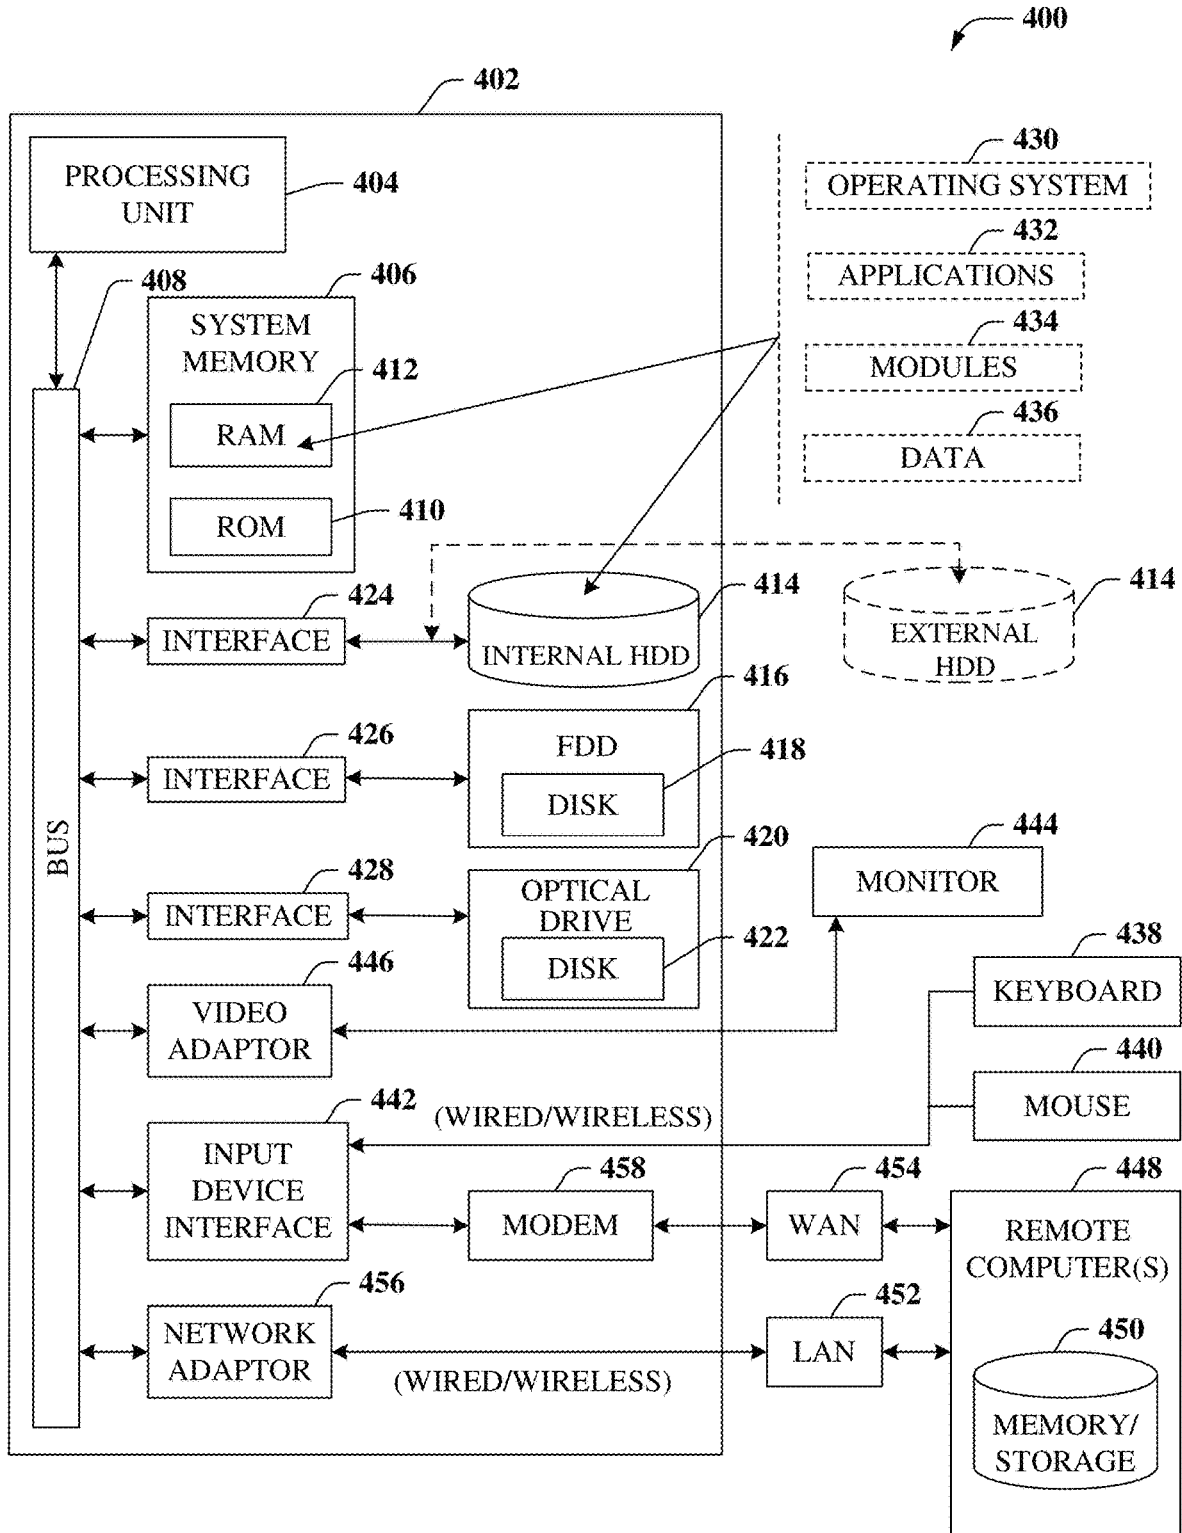 400
402
PROCESSING
UNIT
404
430
OPERATING SYSTEM
432
APPLICATIONS
434
MODULES
436
DATA
408
406
SYSTEM
MEMORY
412
RAM
410
ROM
BUS
424
INTERFACE
414
INTERNAL HDD
414
EXTERNAL
HDD
426
INTERFACE
416
FDD
418
DISK
428
INTERFACE
420
OPTICAL
DRIVE
422
DISK
444
MONITOR
446
VIDEO
ADAPTOR
438
KEYBOARD
440
MOUSE
442
(WIRED/WIRELESS)
INPUT
DEVICE
INTERFACE
458
MODEM
454
WAN
448
REMOTE
COMPUTER(S)
456
NETWORK
ADAPTOR
(WIRED/WIRELESS)
452
LAN
450
MEMORY/
STORAGE